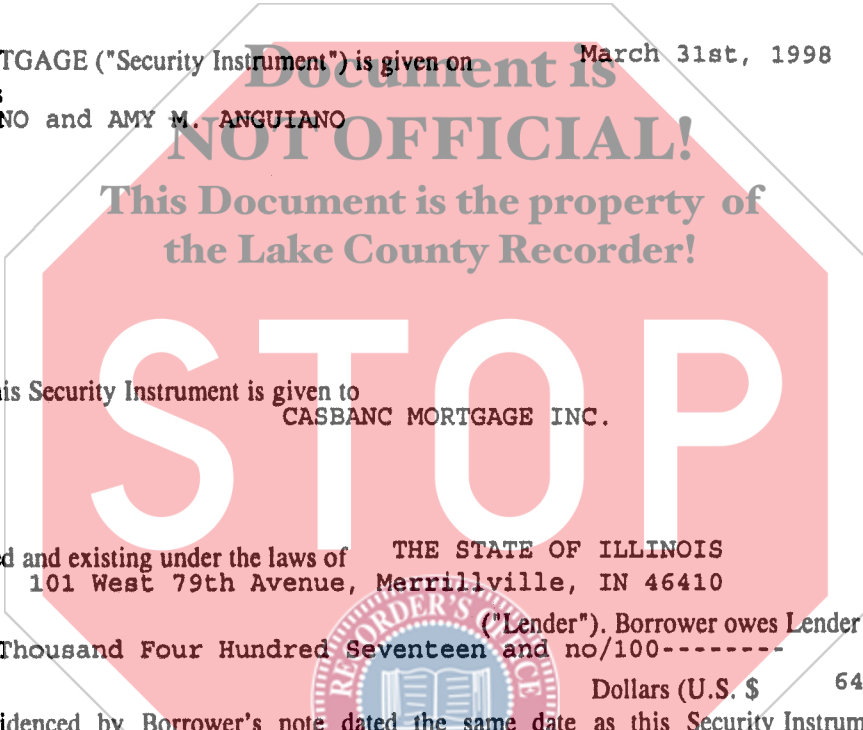 TGAGE ("Security Instrument") is given on March 31st, 1998
Document is
NO and AMY M. ANGUIANO
NOT OFFICIAL!
This Document is the property of
the Lake County Recorder!
STOP
is Security Instrument is given to
CASBANC MORTGAGE INC.
d and existing under the laws of THE STATE OF ILLINOIS
101 West 79th Avenue, Merrillville, IN 46410
RECORDER'S OFFICE
("Lender"). Borrower owes Lender
Thousand Four Hundred Seventeen and no/100--------
Dollars (U.S. $ 64
idenced by Borrower's note dated the same date as this Security Instrum